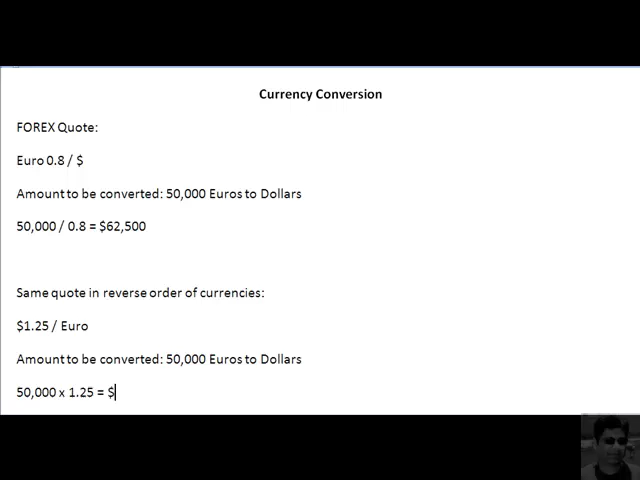 Currency Conversion
FOREX Quote:
Euro 0.8 / $
Amount to be converted: 50,000 Euros to Dollars
50,000 / 0.8 = $62,500
Same quote in reverse order of currencies:
$1.25 / Euro
Amount to be converted: 50,000 Euros to Dollars
50,000 x 1.25 = $